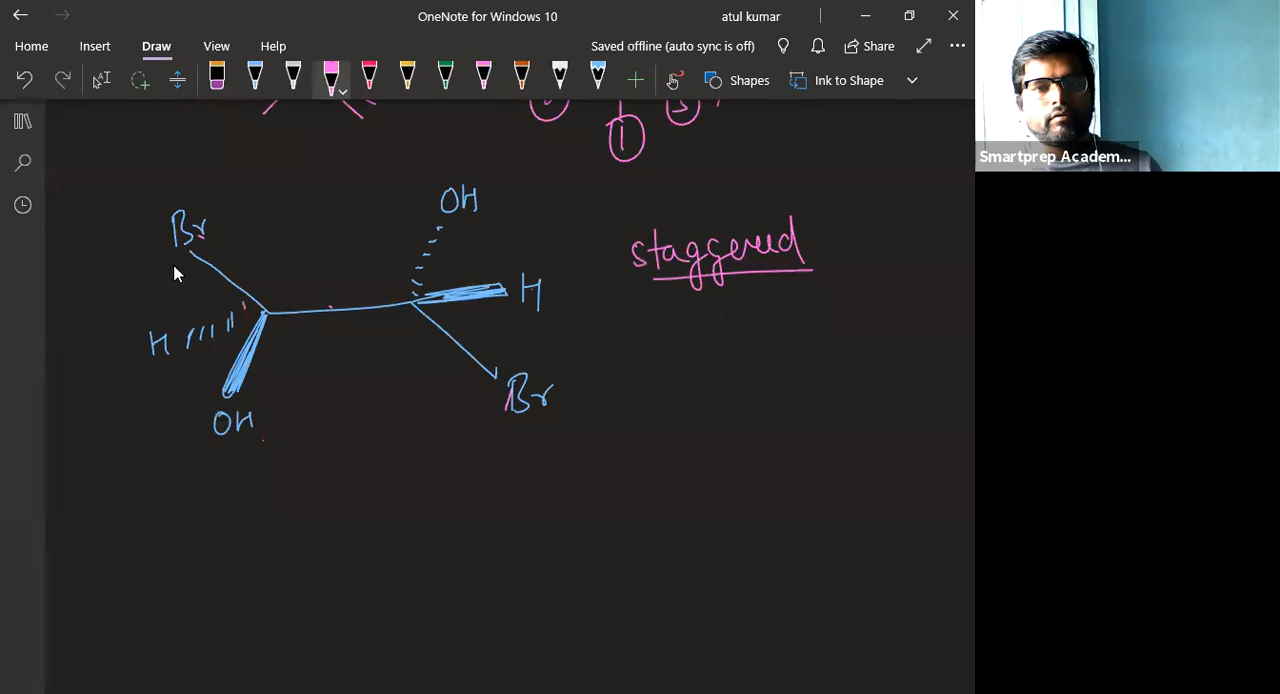 OneNote for Windows 10
atul kumar
Home Insert Draw View Help
Saved offline (auto sync is off)
Share
Shapes
Ink to Shape
Smartprep Academ...
3
1
OH
Br
staggered
H
H
Br
OH